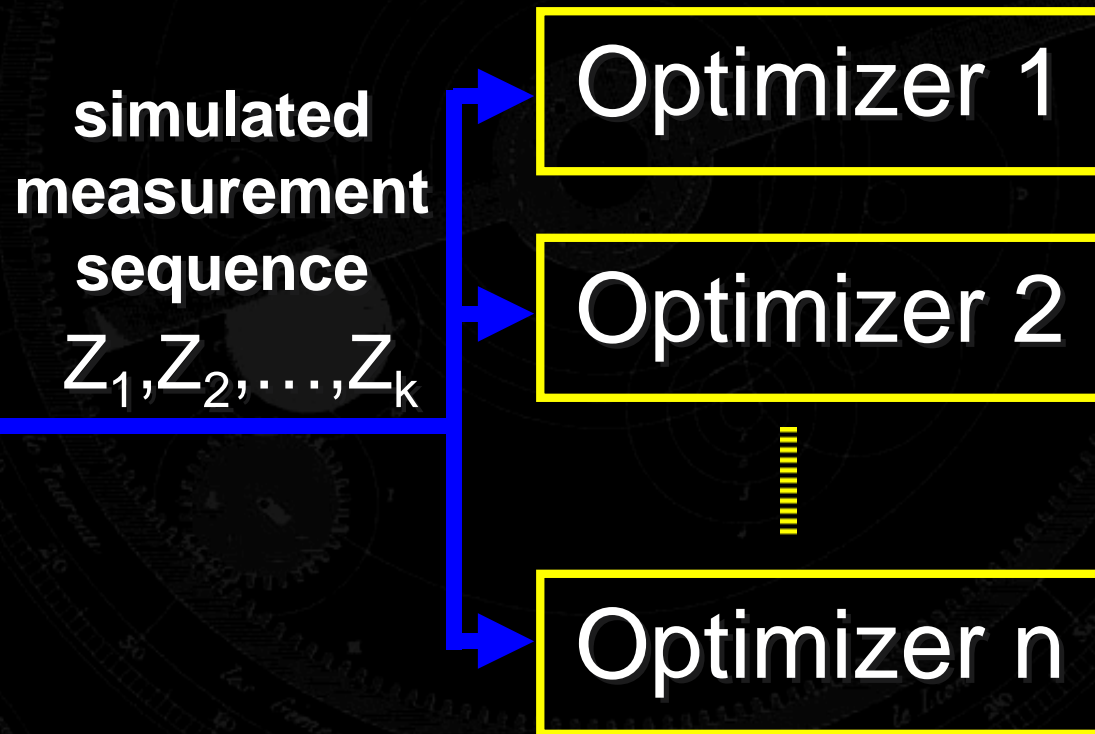 simulated
measurement
sequence
Z₁,Z₂,…,Zₖ
Optimizer 1
Optimizer 2
Optimizer n